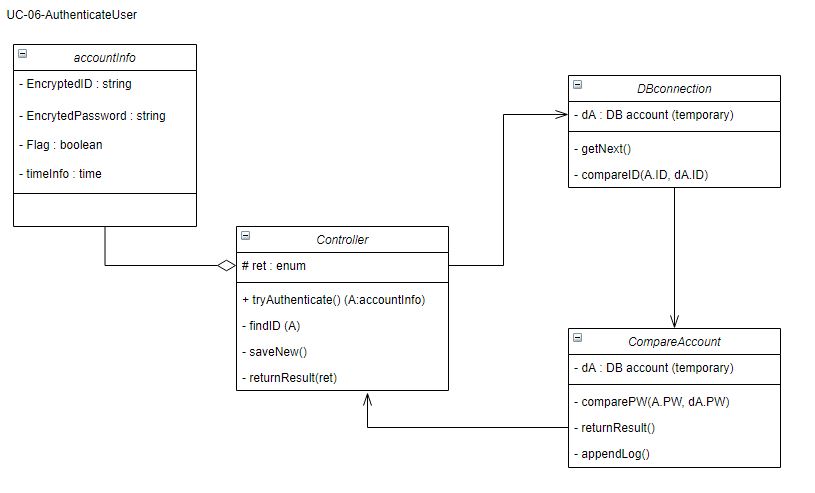 UC-06-AuthenticateUser
accountInfo
- EncryptedID : string
- EncrytedPassword : string
- Flag : boolean
- timeInfo : time
DBconnection
- dA : DB account (temporary)
- getNext()
- compareID(A.ID, dA.ID)
Controller
# ret : enum
+ tryAuthenticate() (A:accountInfo)
- findID (A)
- saveNew()
- returnResult(ret)
CompareAccount
- dA : DB account (temporary)
- comparePW(A.PW, dA.PW)
- returnResult()
- appendLog()